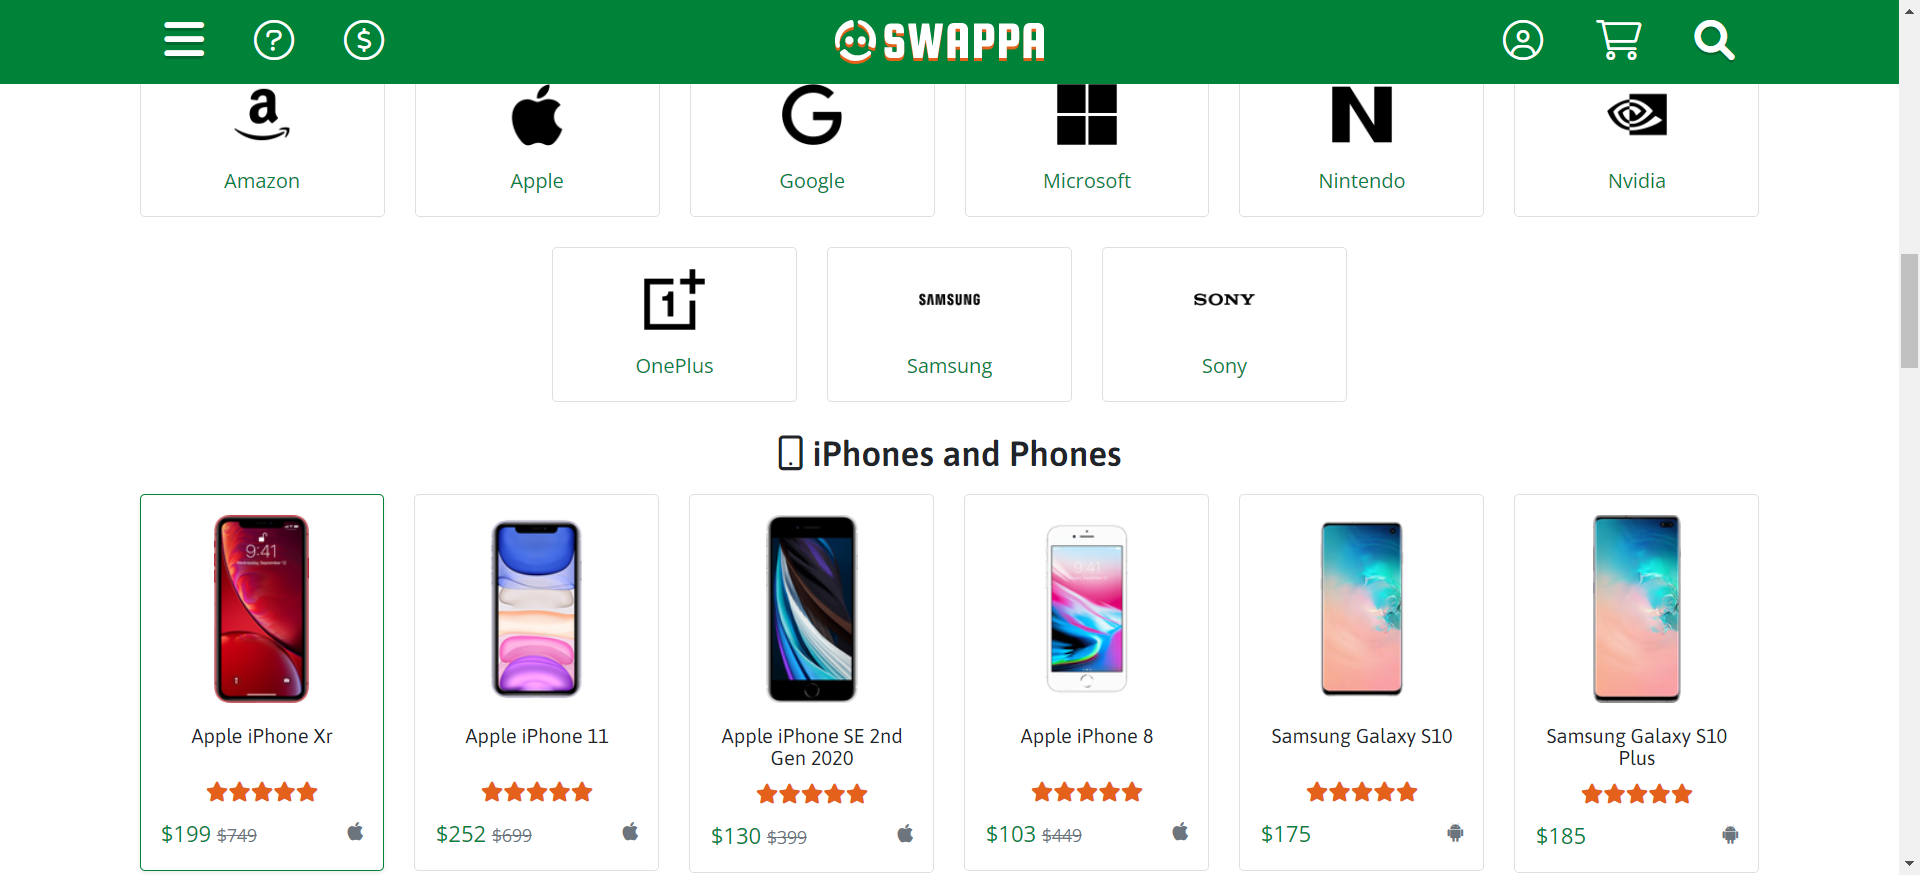 SWAPPA
Amazon
Apple
Google
Microsoft
Nintendo
Nvidia
SAMSUNG
SONY
OnePlus
Samsung
Sony
iPhones and Phones
9:41
9:41
Apple iPhone Xr
Apple iPhone 11
Apple iPhone SE 2nd
Gen 2020
Apple iPhone 8
Samsung Galaxy S10
Samsung Galaxy S10
Plus
$199 $749
$252 $699
$130 $399
$103 $449
$175
$185